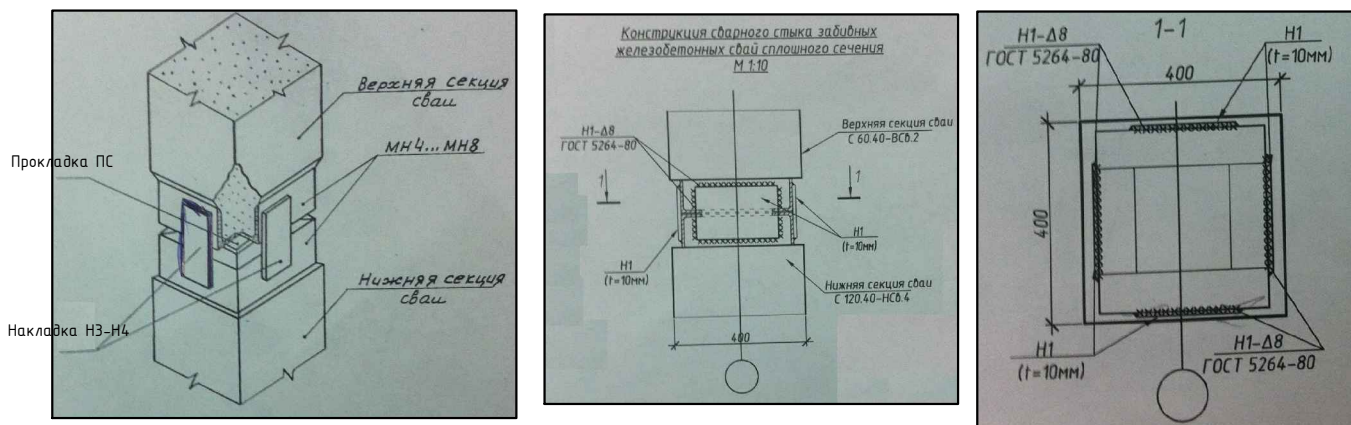 Верхняя секция
сваи
Прокладка ПС
МН4...МН8
Нижняя секция
сваи
Накладка Н3-Н4
Конструкция сварного стыка забивных
железобетонных свай сплошного сечения
М 1:10
Н1-Δ8
ГОСТ 5264-80
Верхняя секция сваи
С 60.40-ВСв.2
1
1
Н1
(t=10мм)
Н1
(t=10мм)
Нижняя секция сваи
С 120.40-НСв.4
400
1-1
Н1-Δ8
ГОСТ 5264-80
Н1
(t=10мм)
400
400
Н1
(t=10мм)
Н1-Δ8
ГОСТ 5264-80